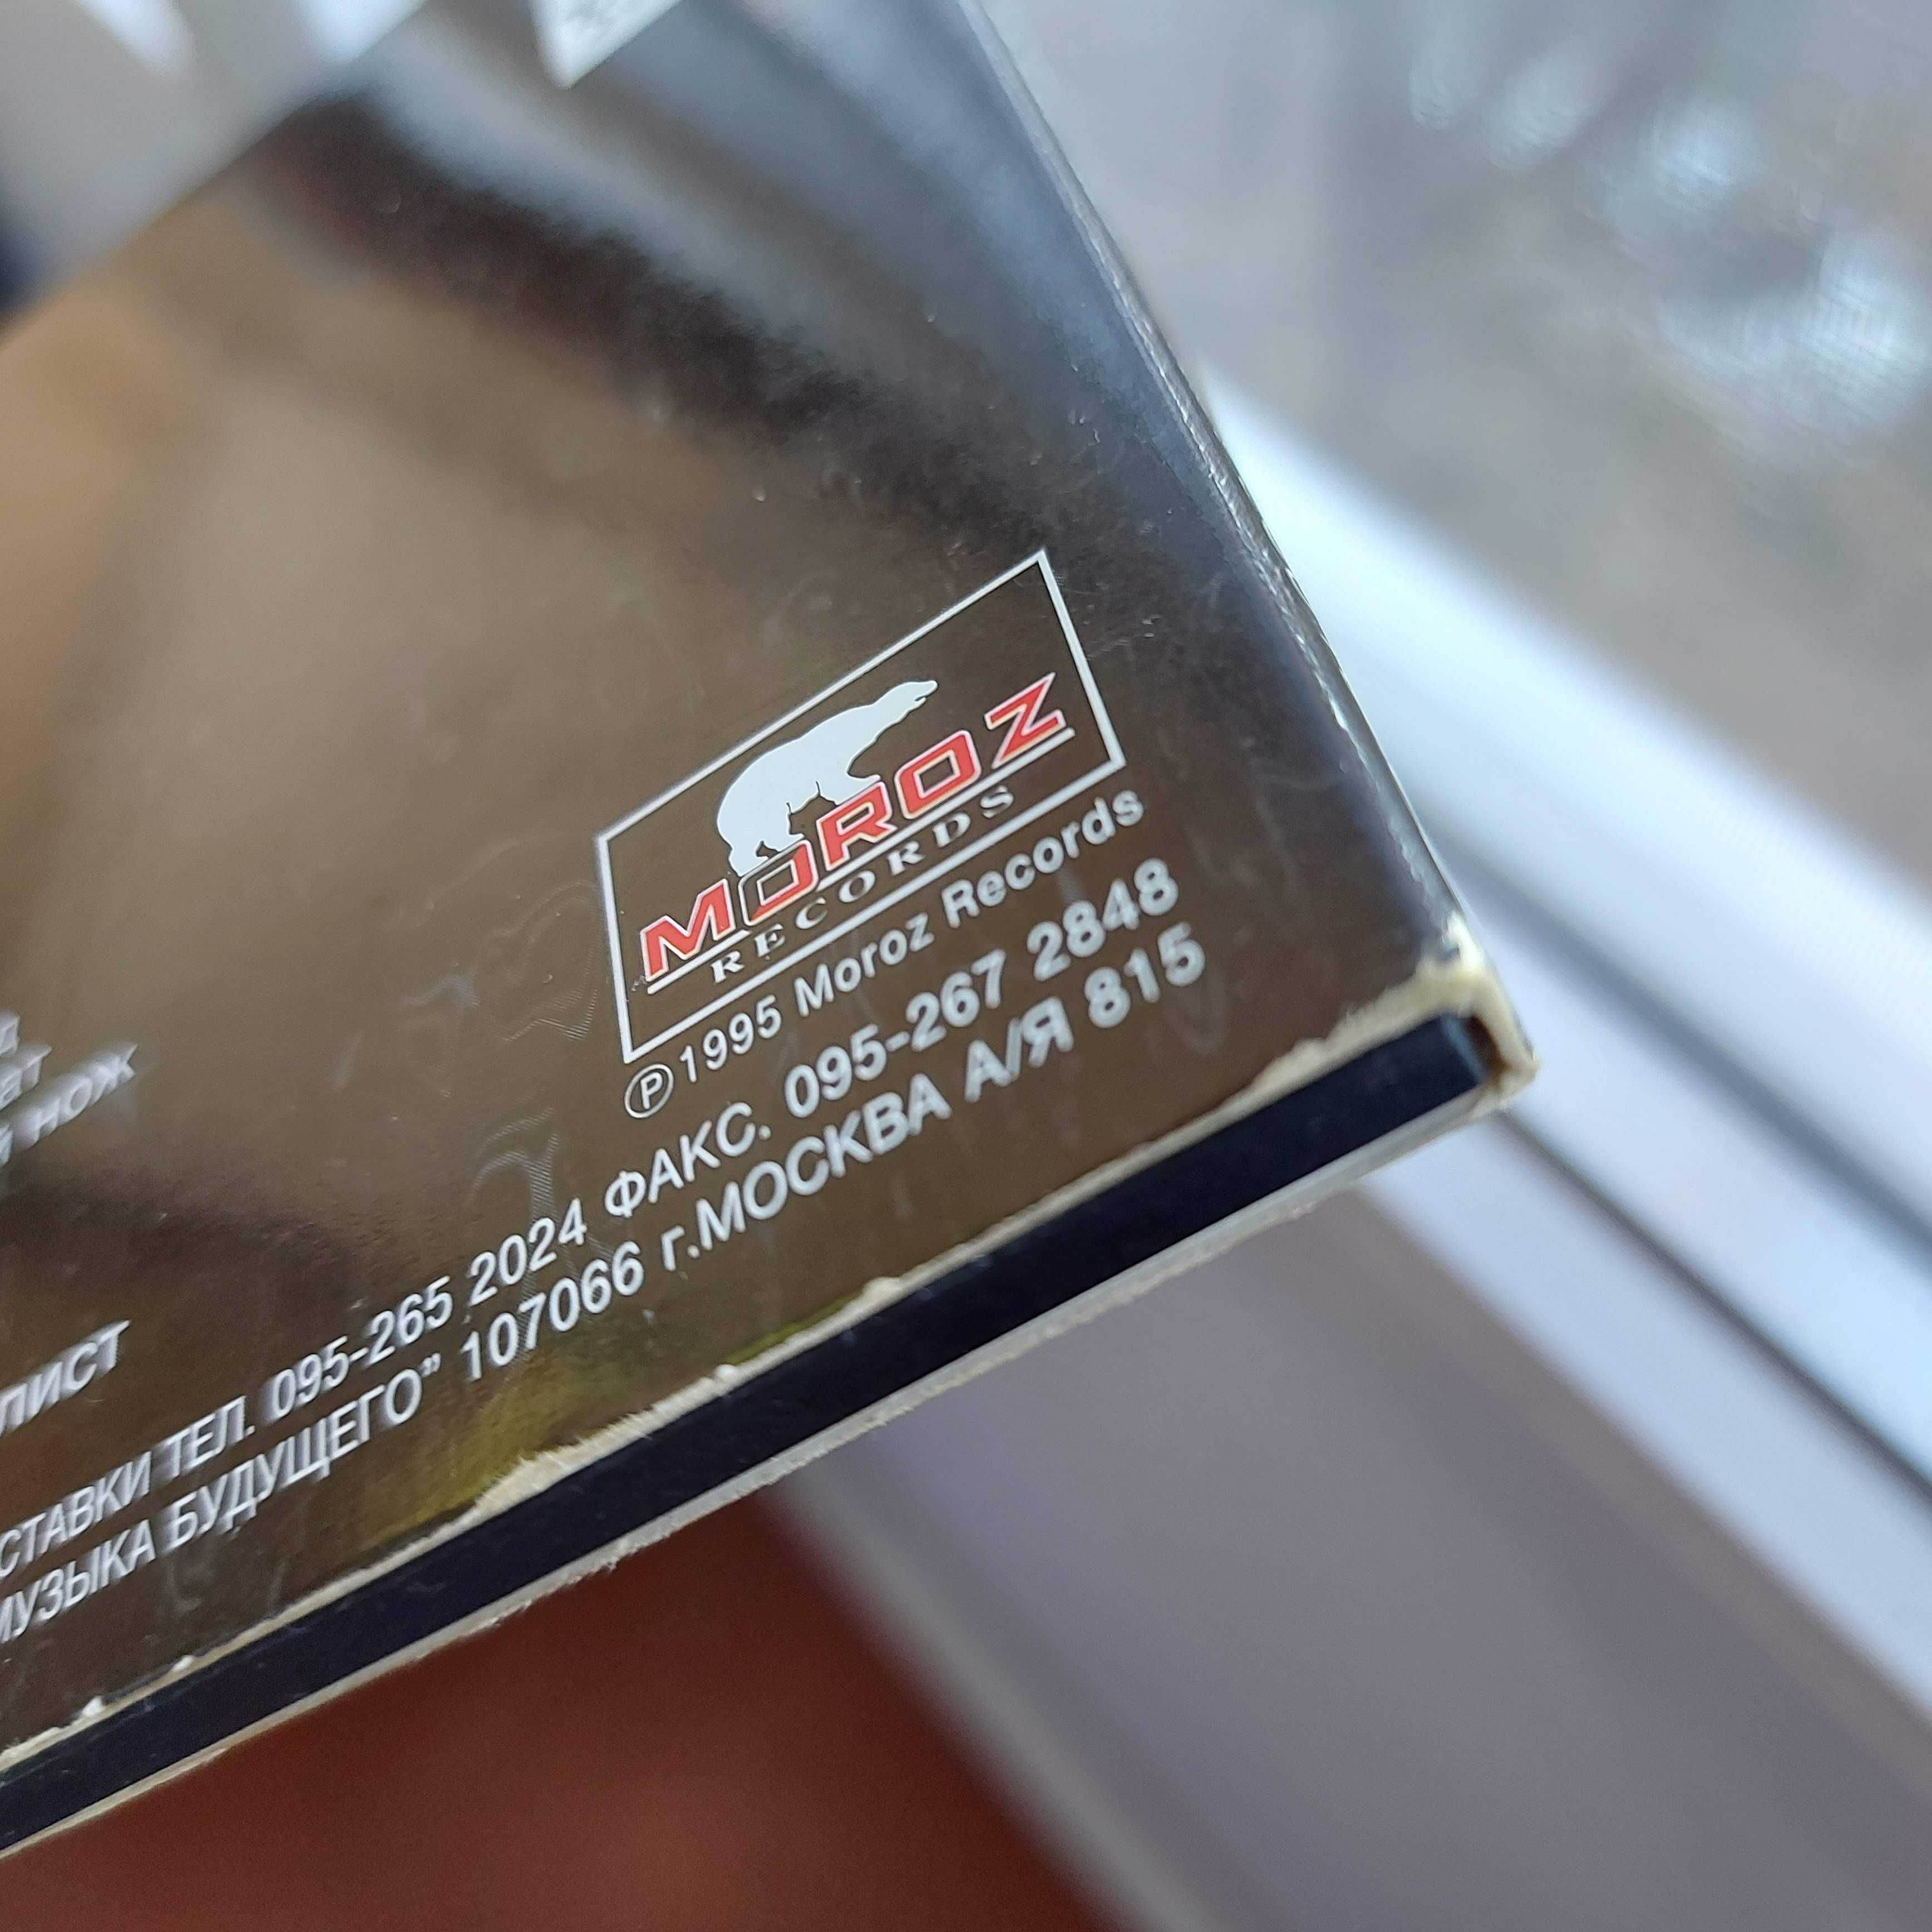 MOROZ
RECORDS
Ⓟ 1995 Moroz Records
НОЖ
ЛИСТ
СТАВКИ ТЕЛ. 095-265 2024 ФАКС. 095-267 2848
МУЗЫКА БУДУЩЕГО” 107066 г.МОСКВА А/Я 815